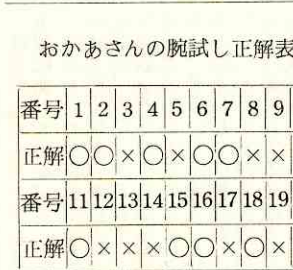 おかあさんの腕試し正解表
番号 1 2 3 4 5 6 7 8 9
正解 ○ ○ × ○ × ○ ○ × ×
番号 11 12 13 14 15 16 17 18 19
正解 ○ × × × ○ ○ × ○ ×